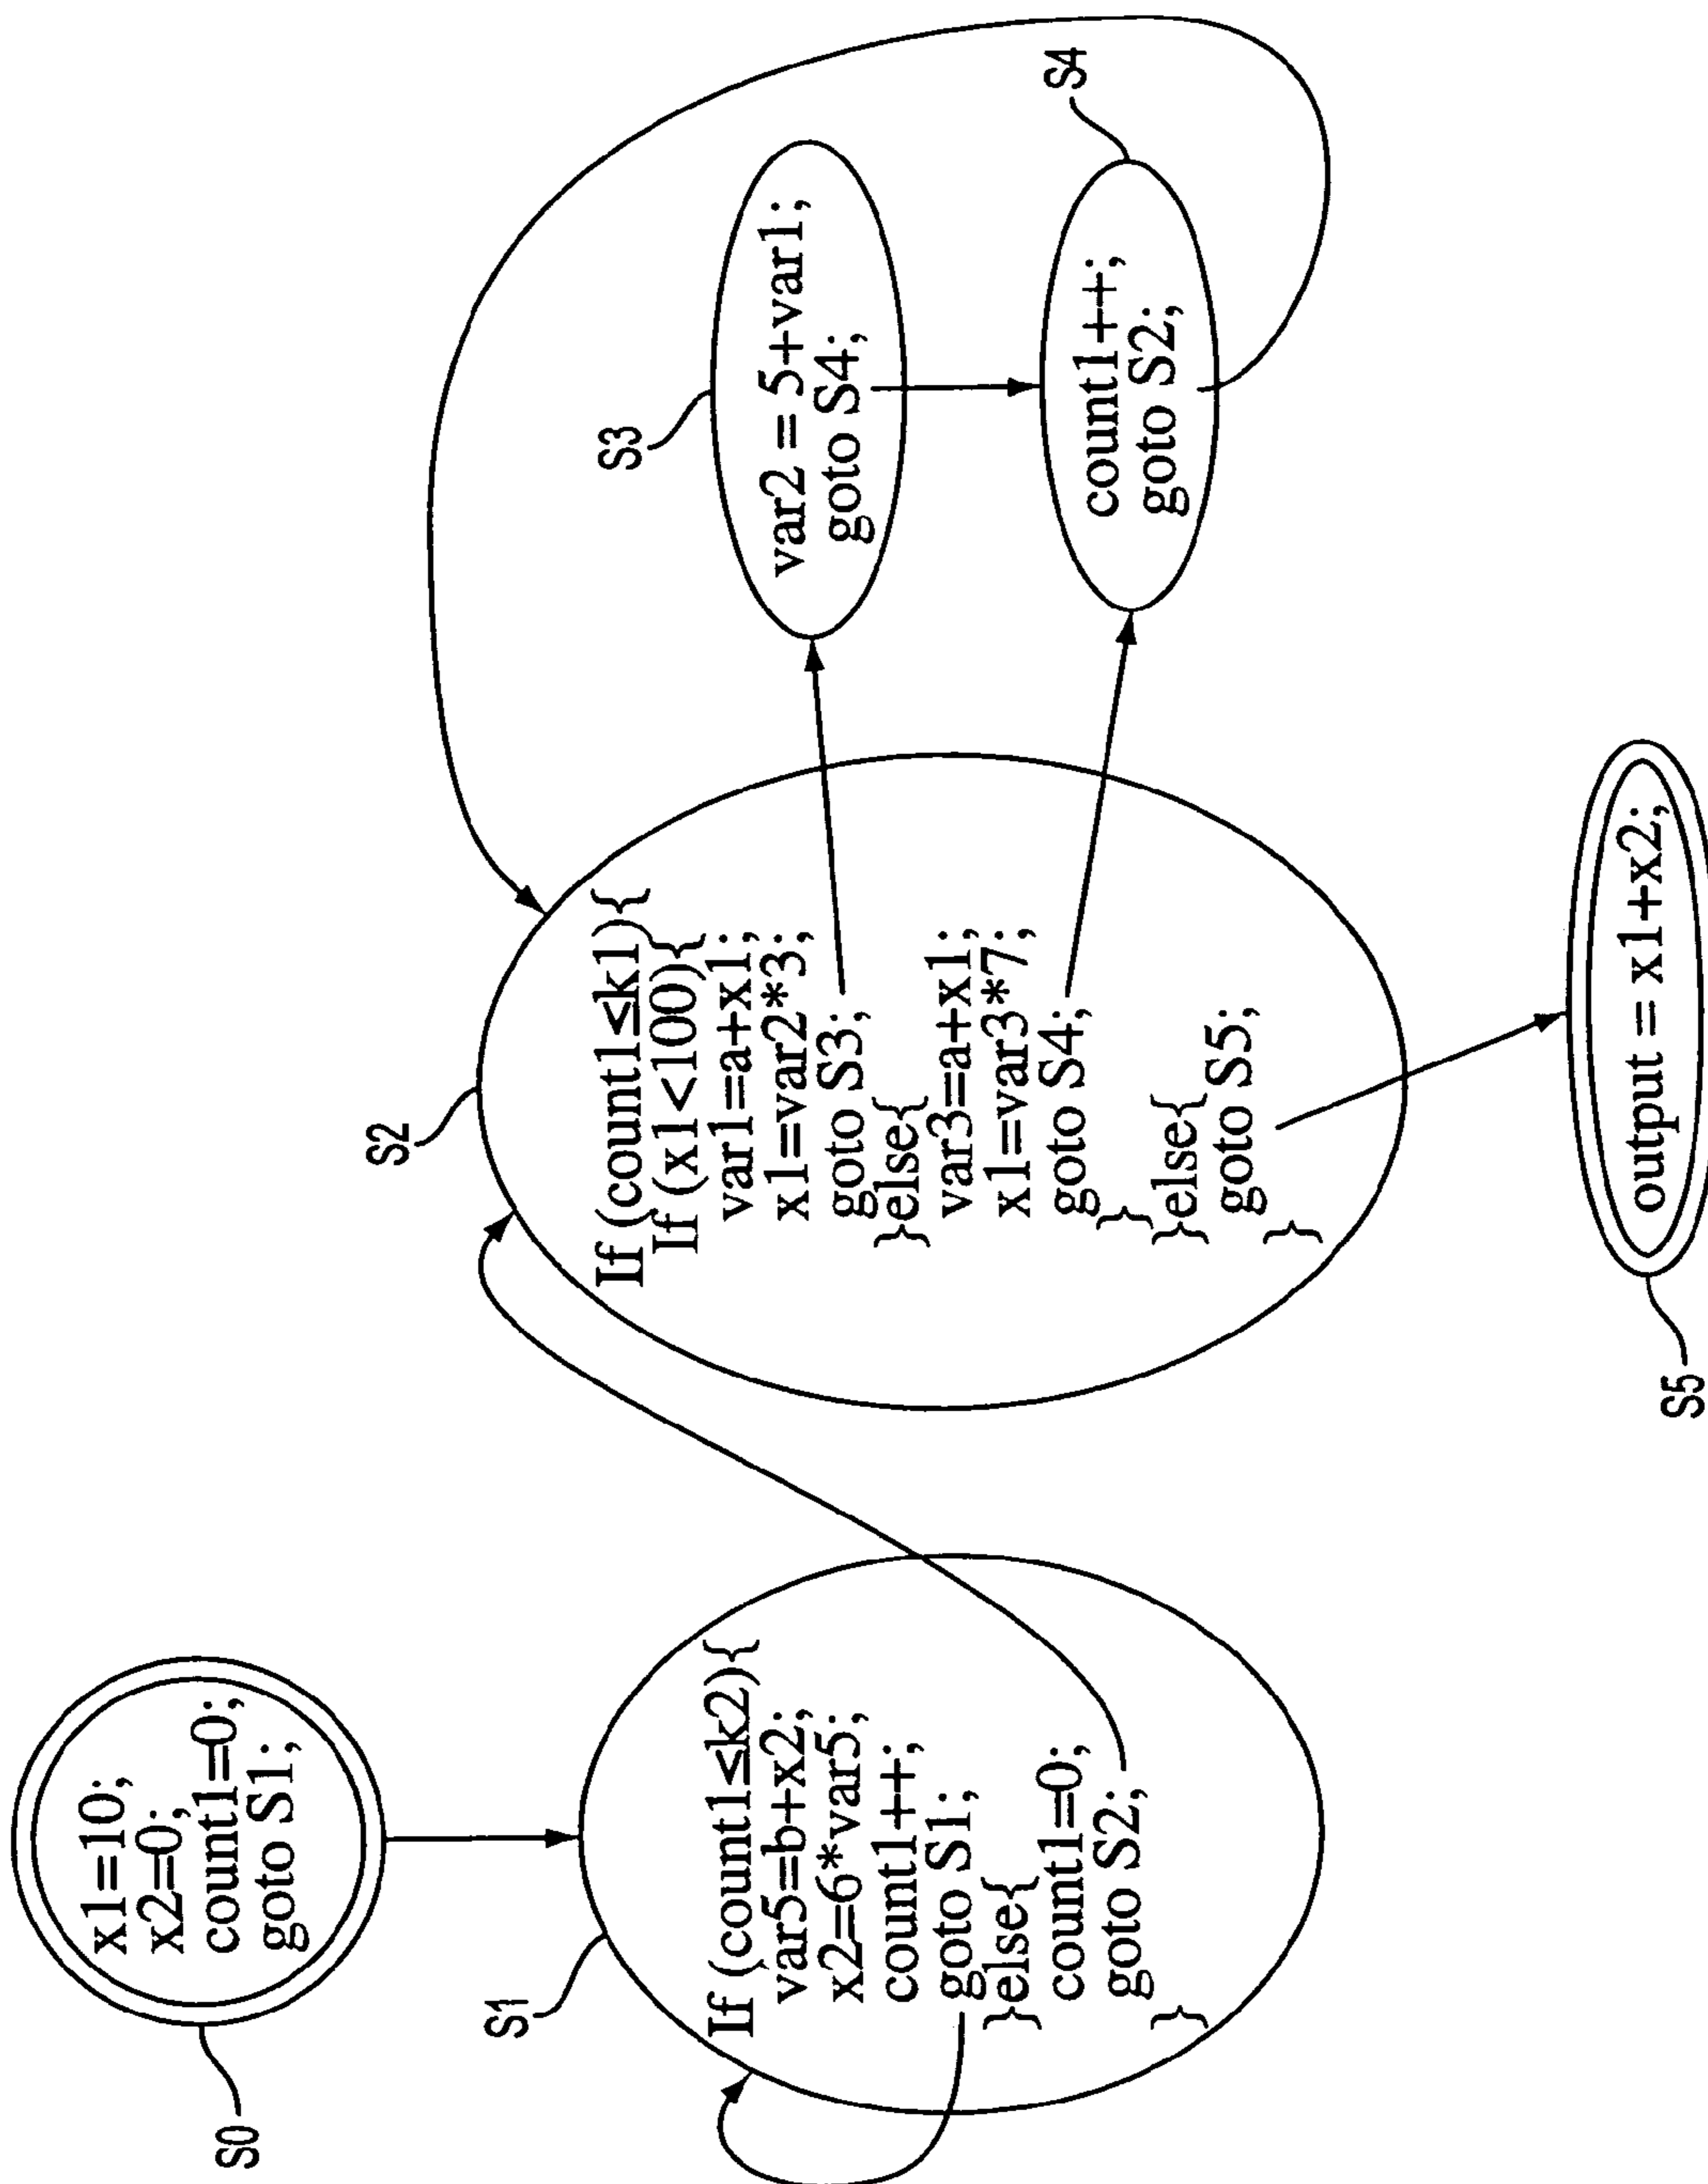 S0
x1=10;
x2=0;
count1=0;
goto S1;
S1
If (count1≤k2){
var5=b+x2;
x2=6*var5;
count1++;
goto S1;
}else{
count1=0;
goto S2;
}
S2
If (count1≤k1){
If (x1<100){
var1=a+x1;
x1=var2*3;
goto S3;
}else{
var3=a+x1;
x1=var3*7;
goto S4;
}
}else{
goto S5;
}
S3
var2 = 5+var1;
goto S4;
S4
count1++;
goto S2;
S5
output = x1+x2;